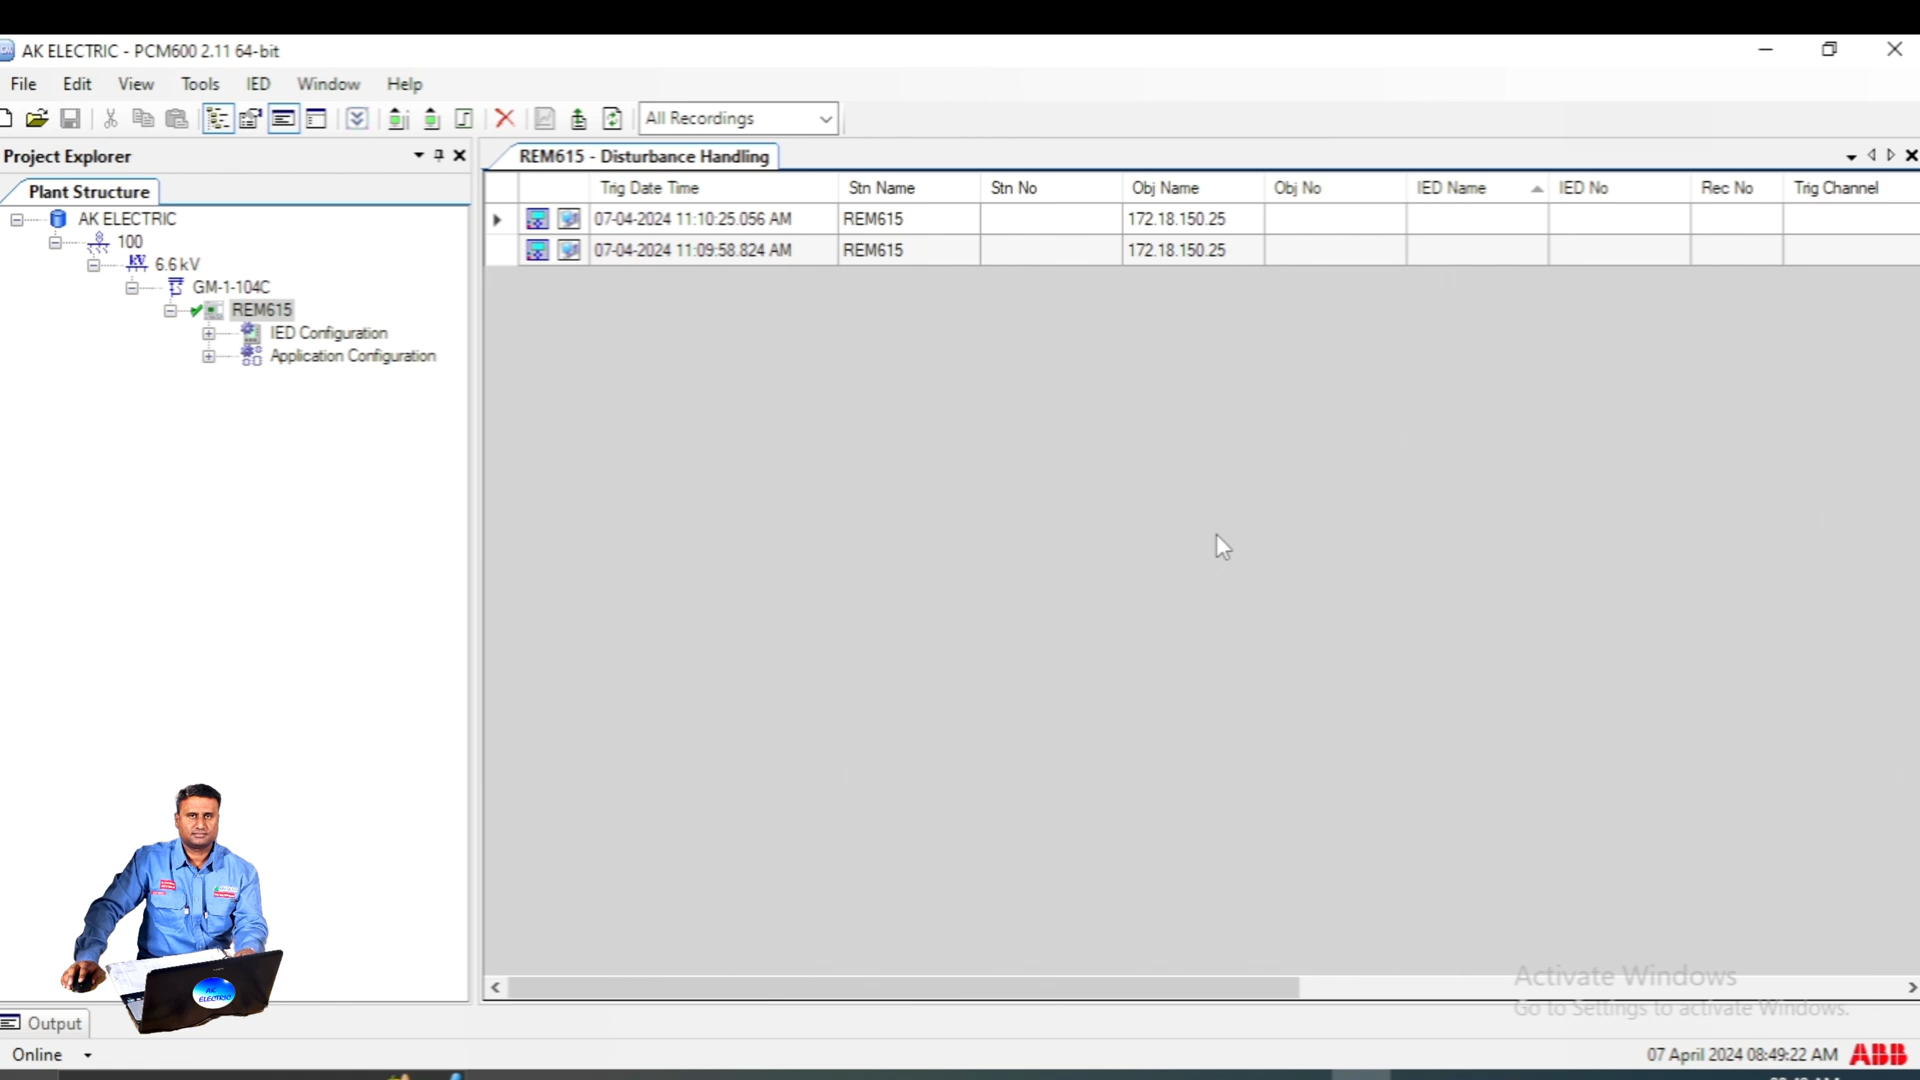 AK ELECTRIC - PCM600 2.11 64-bit
File Edit View Tools IED Window Help
All Recordings
Project Explorer
REM615 - Disturbance Handling
Plant Structure
Trig Date Time Stn Name Stn No Obj Name Obj No IED Name IED No Rec No Trig Channel
07-04-2024 11:10:25.056 AM REM615 172.18.150.25
07-04-2024 11:09:58.824 AM REM615 172.18.150.25
AK ELECTRIC
100
6.6 kV
GM-1-104C
REM615
IED Configuration
Application Configuration
AK
ELECTRIC
Activate Windows
Go to Settings to activate Windows.
Output
Online
07 April 2024 08:49:22 AM ABB